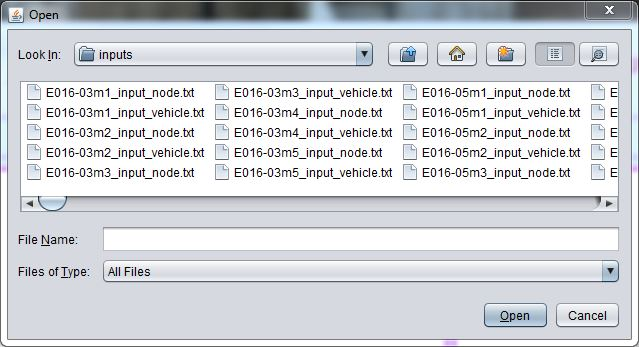 Open
Look In:
inputs
E016-03m1_input_node.txt
E016-03m1_input_vehicle.txt
E016-03m2_input_node.txt
E016-03m2_input_vehicle.txt
E016-03m3_input_node.txt
E016-03m3_input_vehicle.txt
E016-03m4_input_node.txt
E016-03m4_input_vehicle.txt
E016-03m5_input_node.txt
E016-03m5_input_vehicle.txt
E016-05m1_input_node.txt
E016-05m1_input_vehicle.txt
E016-05m2_input_node.txt
E016-05m2_input_vehicle.txt
E016-05m3_input_node.txt
E
E
E
E
E
File Name:
Files of Type:
All Files
Open
Cancel